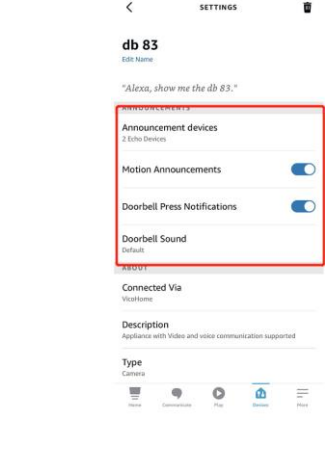 SETTINGS
db 83
Edit Name
"Alexa, show me the db 83."
ANNOUNCEMENTS
Announcement devices
2 Echo Devices
Motion Announcements
Doorbell Press Notifications
Doorbell Sound
Default
ABOUT
Connected Via
VicoHome
Description
Appliance with Video and voice communication supported
Type
Camera
Home Communicate Play Devices More